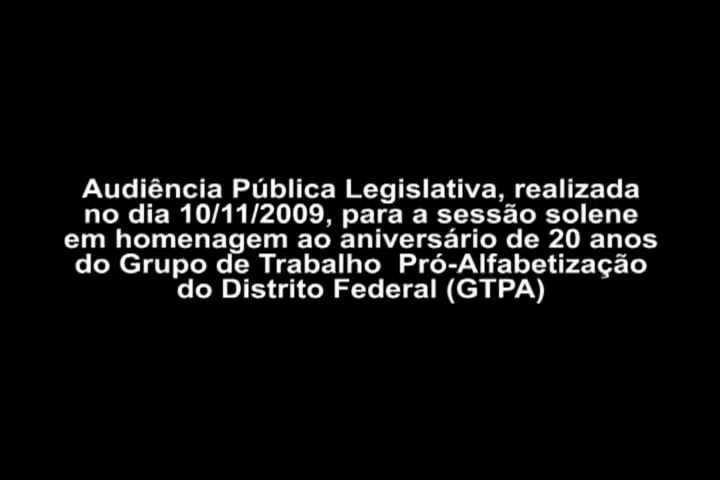 Audiência Pública Legislativa, realizada
no dia 10/11/2009, para a sessão solene
em homenagem ao aniversário de 20 anos
do Grupo de Trabalho  Pró-Alfabetização
do Distrito Federal (GTPA)